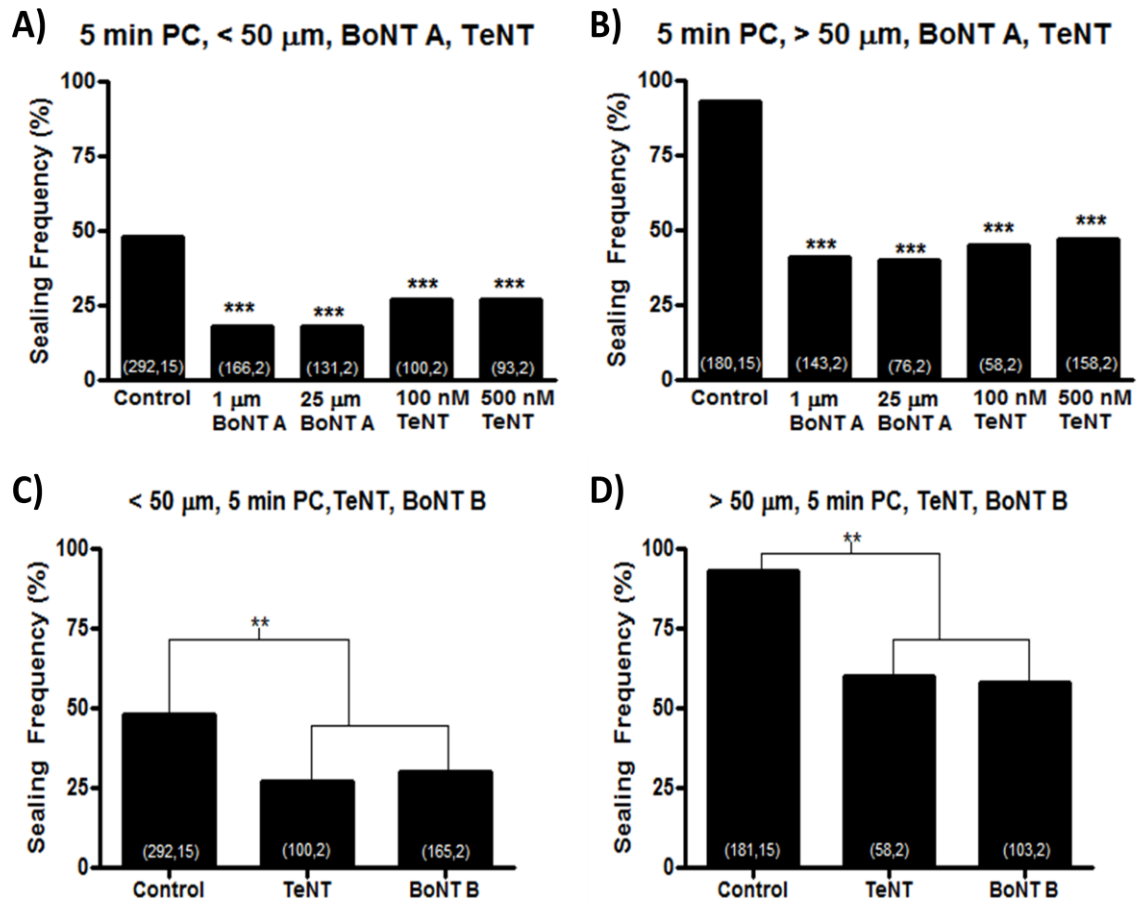 A) 5 min PC, < 50 μm, BoNT A, TeNT
Sealing Frequency (%)
100
75
50
25
0
***
***
***
***
(292,15) (166,2) (131,2) (100,2) (93,2)
Control 1 μm 25 μm 100 nM 500 nM
BoNT A BoNT A TeNT TeNT
B) 5 min PC, > 50 μm, BoNT A, TeNT
Sealing Frequency (%)
100
75
50
25
0
***
***
***
***
(180,15) (143,2) (76,2) (58,2) (158,2)
Control 1 μm 25 μm 100 nM 500 nM
BoNT A BoNT A TeNT TeNT
C) < 50 μm, 5 min PC,TeNT, BoNT B
Sealing Frequency (%)
100
75
50
25
0
**
(292,15) (100,2) (165,2)
Control TeNT BoNT B
D) > 50 μm, 5 min PC, TeNT, BoNT B
Sealing Frequency (%)
100
75
50
25
0
**
(181,15) (58,2) (103,2)
Control TeNT BoNT B